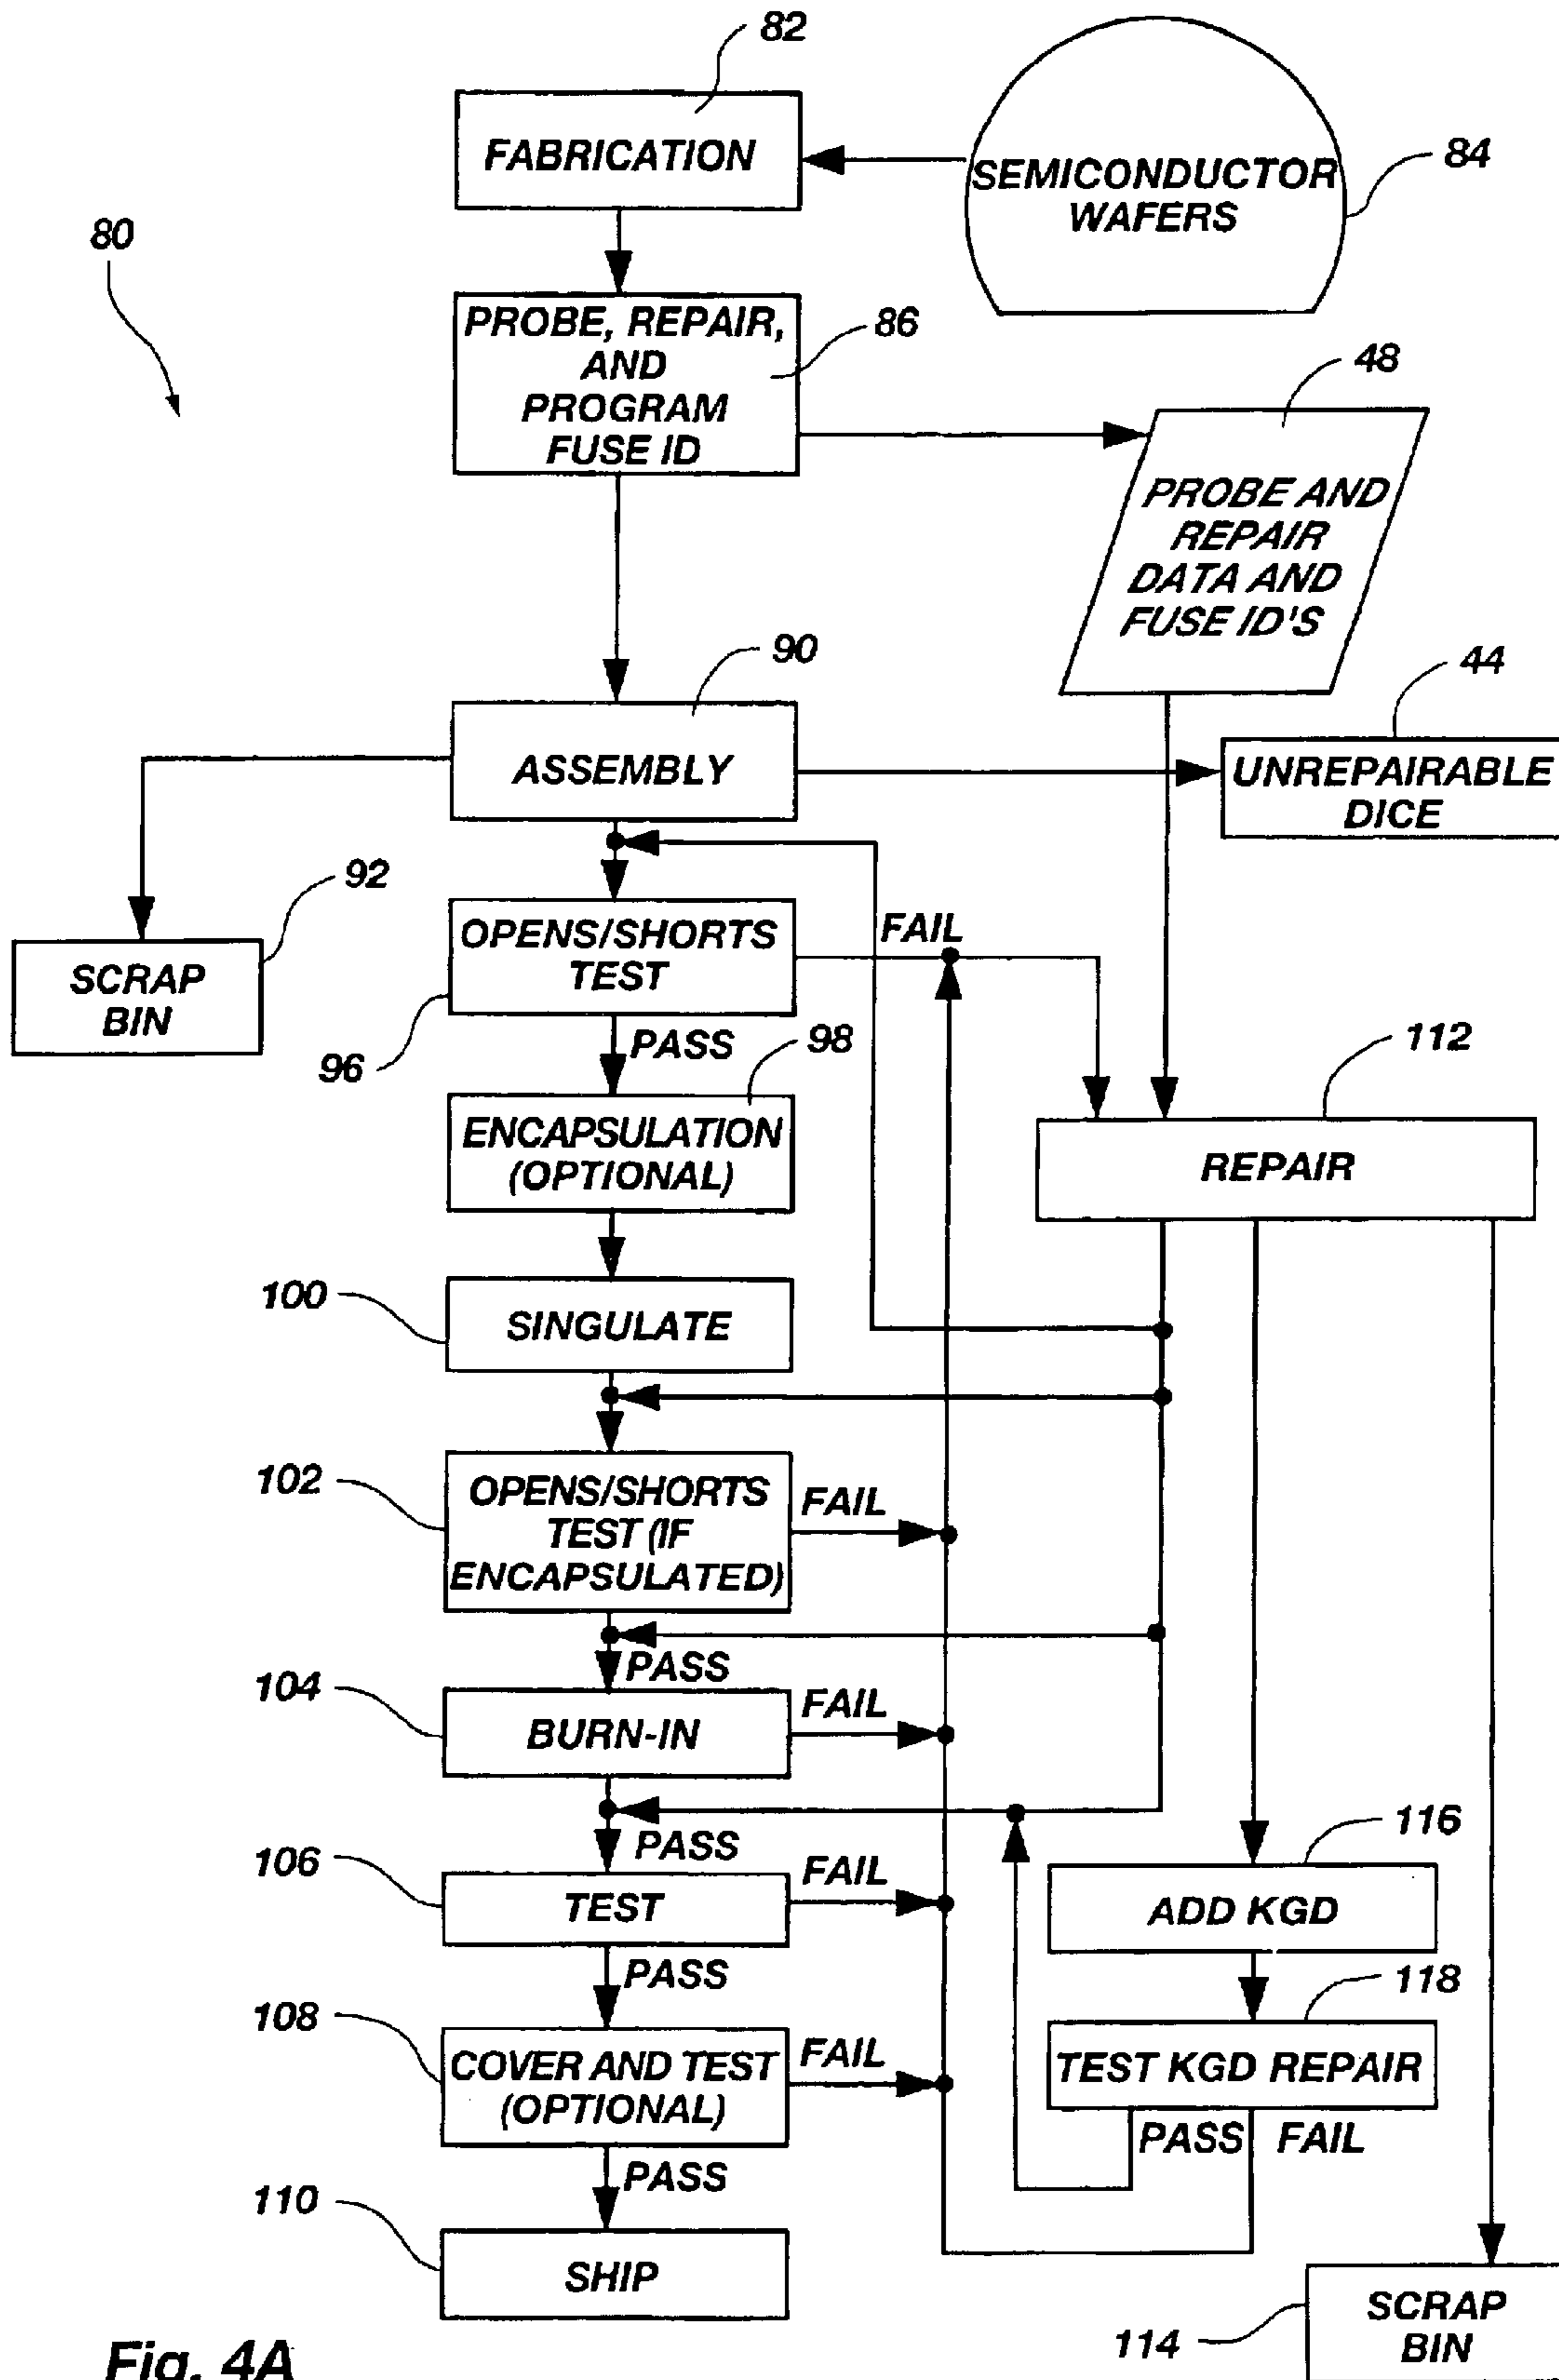 82
FABRICATION
SEMICONDUCTOR
WAFERS
84
80
PROBE, REPAIR,
AND
PROGRAM
FUSE ID
86
48
PROBE AND
REPAIR
DATA AND
FUSE ID'S
90
44
ASSEMBLY
UNREPAIRABLE
DICE
92
SCRAP
BIN
OPENS/SHORTS
TEST
FAIL
96
PASS
98
112
ENCAPSULATION
(OPTIONAL)
REPAIR
100
SINGULATE
102
OPENS/SHORTS
TEST (IF
ENCAPSULATED)
FAIL
PASS
104
BURN-IN
FAIL
PASS
116
106
TEST
FAIL
ADD KGD
PASS
118
108
COVER AND TEST
(OPTIONAL)
FAIL
TEST KGD REPAIR
PASS
FAIL
PASS
110
SHIP
SCRAP
BIN
114
Fig. 4A